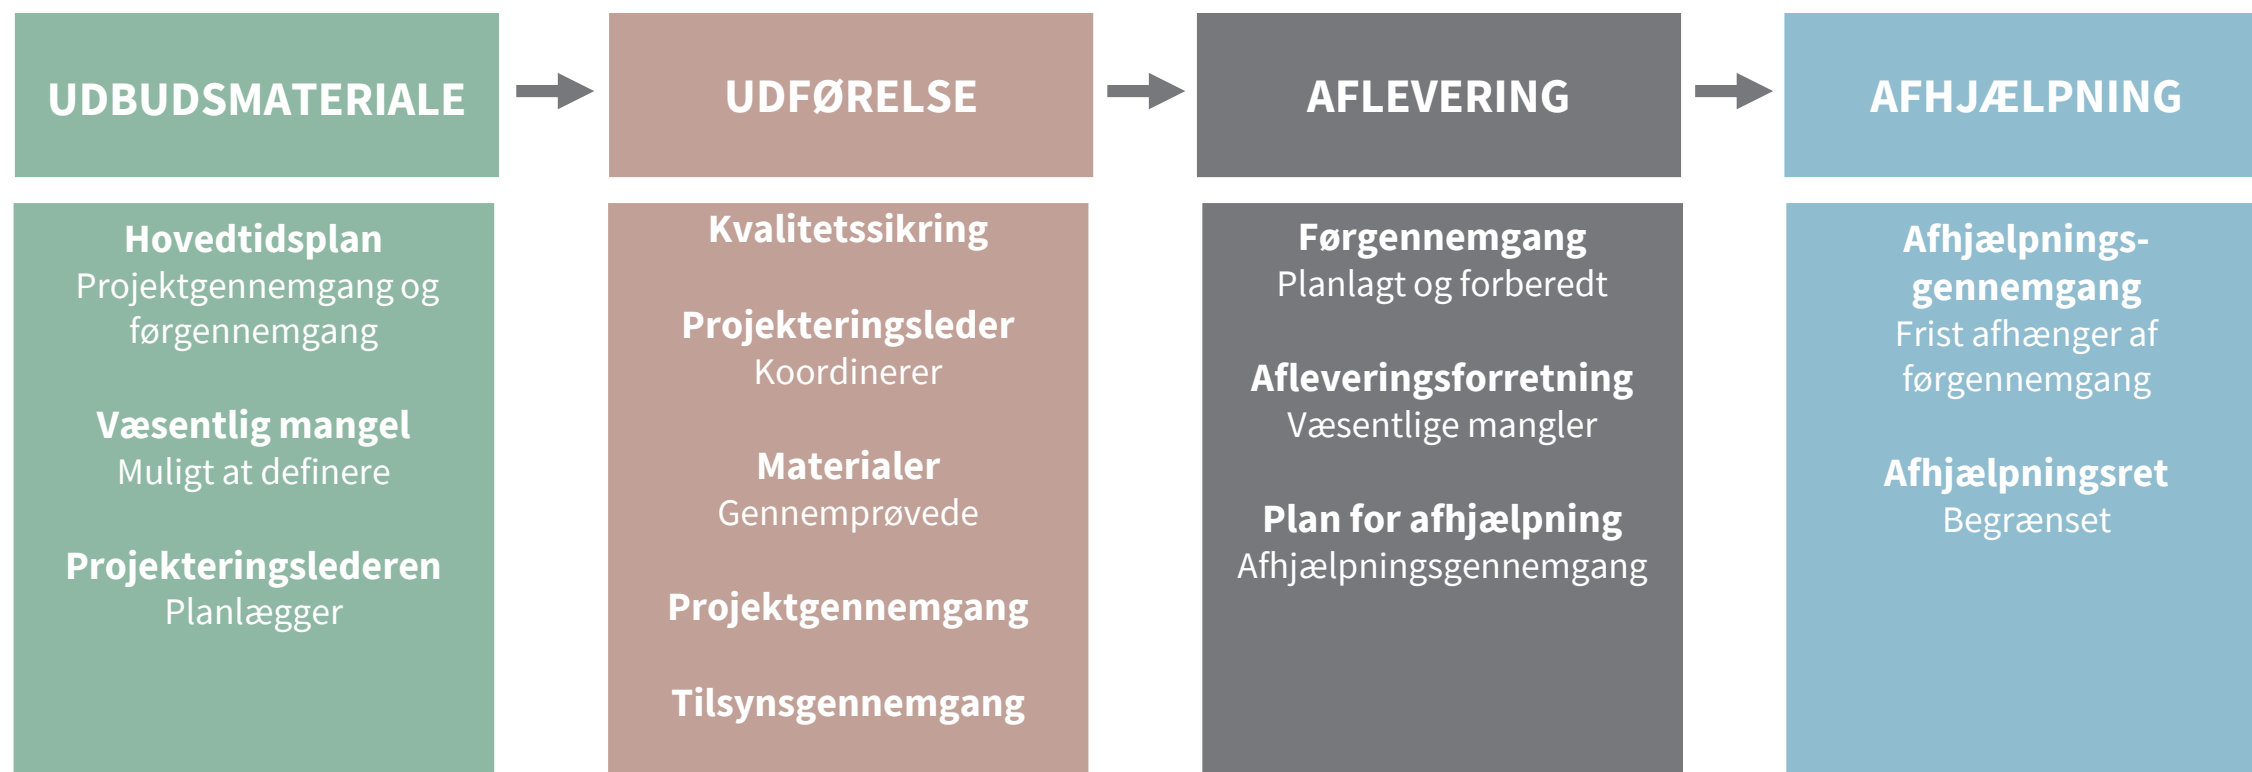 UDBUDSMATERIALE
UDFØRELSE
AFLEVERING
AFHJÆLPNING
Hovedtidsplan
Projektgennemgang og
førgennemgang
Væsentlig mangel
Muligt at definere
Projekteringslederen
Planlægger
Kvalitetssikring
Projekteringsleder
Koordinerer
Materialer
Gennemprøvede
Projektgennemgang
Tilsynsgennemgang
Førgennemgang
Planlagt og forberedt
Afleveringsforretning
Væsentlige mangler
Plan for afhjælpning
Afhjælpningsgennemgang
Afhjælpnings-
gennemgang
Frist afhænger af
førgennemgang
Afhjælpningsret
Begrænset